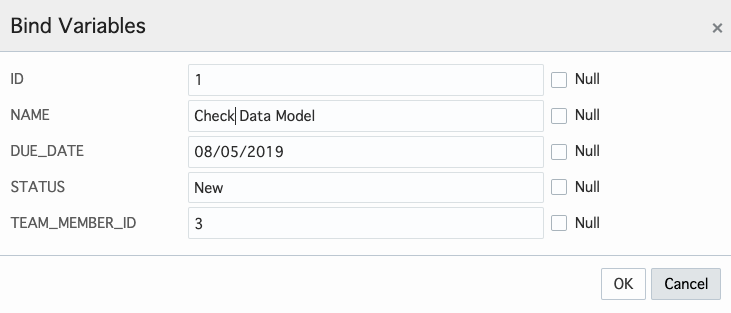 Bind Variables ×
ID 1 Null
NAME Check Data Model Null
DUE_DATE 08/05/2019 Null
STATUS New Null
TEAM_MEMBER_ID 3 Null
OK Cancel